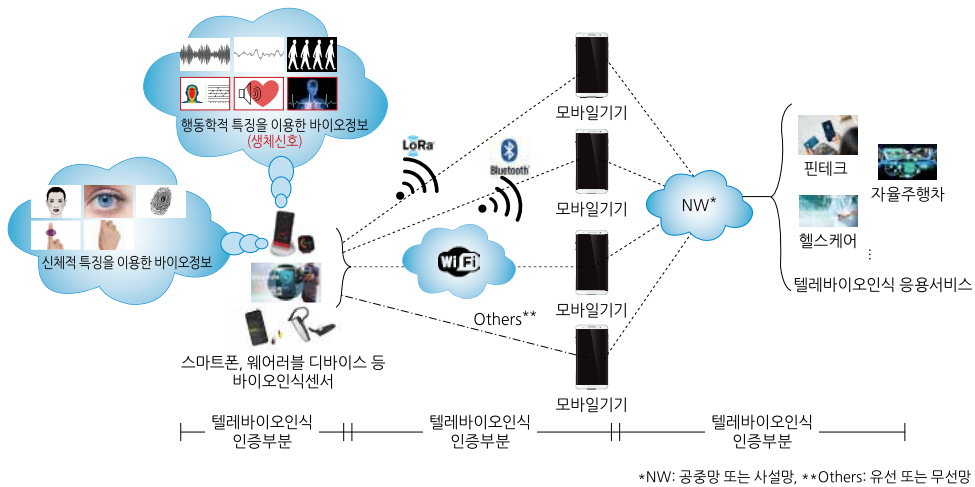 행동학적 특징을 이용한 바이오정보
(생체신호)
신체적 특징을 이용한 바이오정보
LoRa
Bluetooth
WiFi
Others**
스마트폰, 웨어러블 디바이스 등
바이오인식센서
모바일기기
모바일기기
모바일기기
모바일기기
NW*
핀테크
자율주행차
헬스케어
⋮
텔레바이오인식 응용서비스
텔레바이오인식
인증부분
텔레바이오인식
인증부분
텔레바이오인식
인증부분
*NW: 공중망 또는 사설망, **Others: 유선 또는 무선망